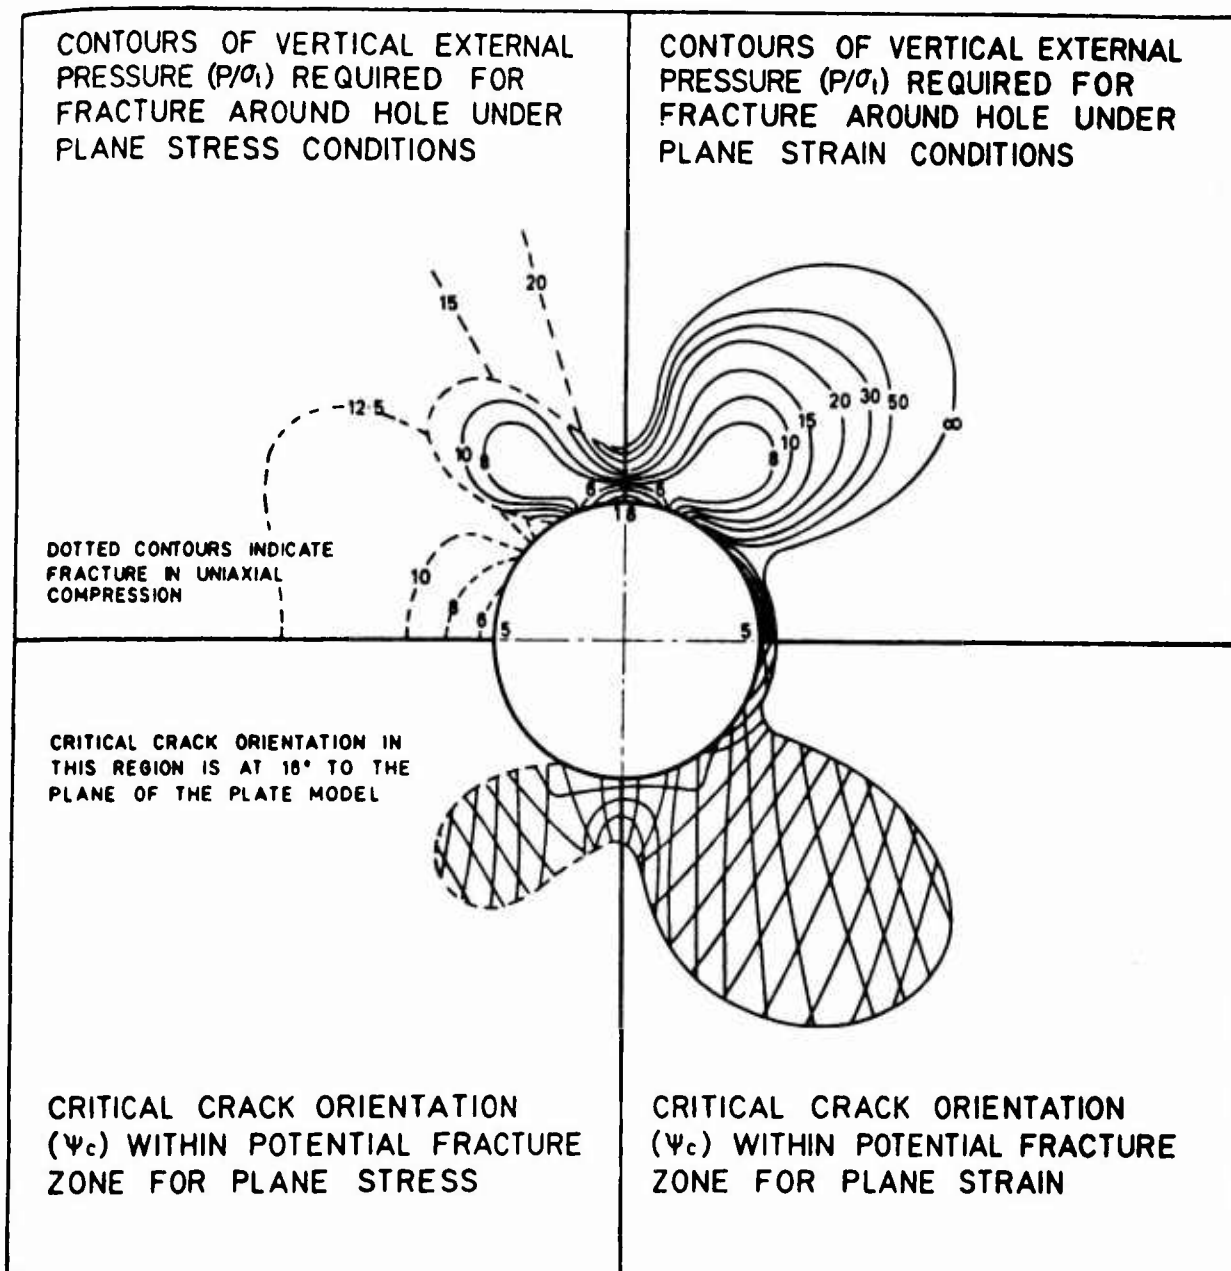 CONTOURS OF VERTICAL EXTERNAL
PRESSURE (P/σ₁) REQUIRED FOR
FRACTURE AROUND HOLE UNDER
PLANE STRESS CONDITIONS
CONTOURS OF VERTICAL EXTERNAL
PRESSURE (P/σ₁) REQUIRED FOR
FRACTURE AROUND HOLE UNDER
PLANE STRAIN CONDITIONS
20
15
12·5
10
8
6
6
8
10
15
20
30
50
∞
1 8
DOTTED CONTOURS INDICATE
FRACTURE IN UNIAXIAL
COMPRESSION
10
8
6
5
5
CRITICAL CRACK ORIENTATION IN
THIS REGION IS AT 18° TO THE
PLANE OF THE PLATE MODEL
CRITICAL CRACK ORIENTATION
(Ψc) WITHIN POTENTIAL FRACTURE
ZONE FOR PLANE STRESS
CRITICAL CRACK ORIENTATION
(Ψc) WITHIN POTENTIAL FRACTURE
ZONE FOR PLANE STRAIN